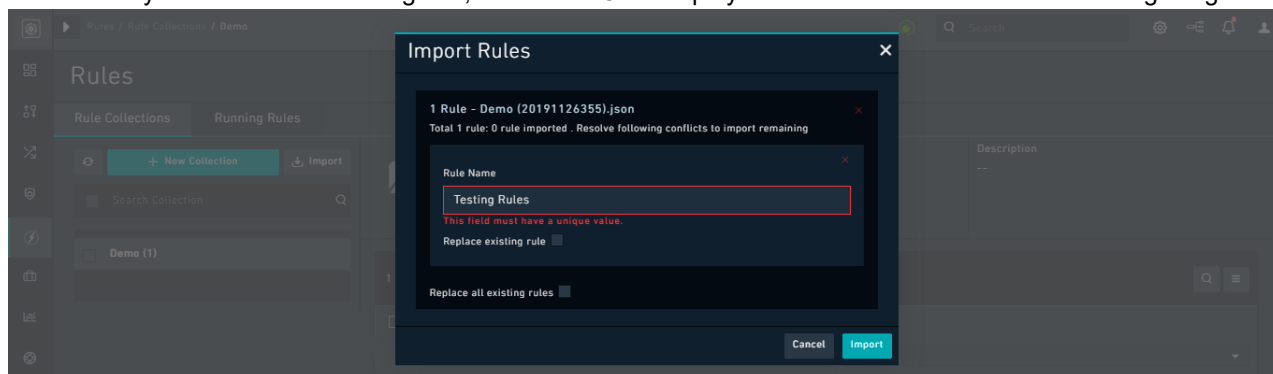 Rules / Rule Collections / Demo
Search
Import Rules
Rules
1 Rule - Demo (20191126355).json
Total 1 rule: 0 rule imported . Resolve following conflicts to import remaining
Rule Collections
Running Rules
Description
--
+ New Collection
Import
Rule Name
Search Collection
Testing Rules
This field must have a unique value.
Replace existing rule
Demo (1)
1
Replace all existing rules
Cancel
Import